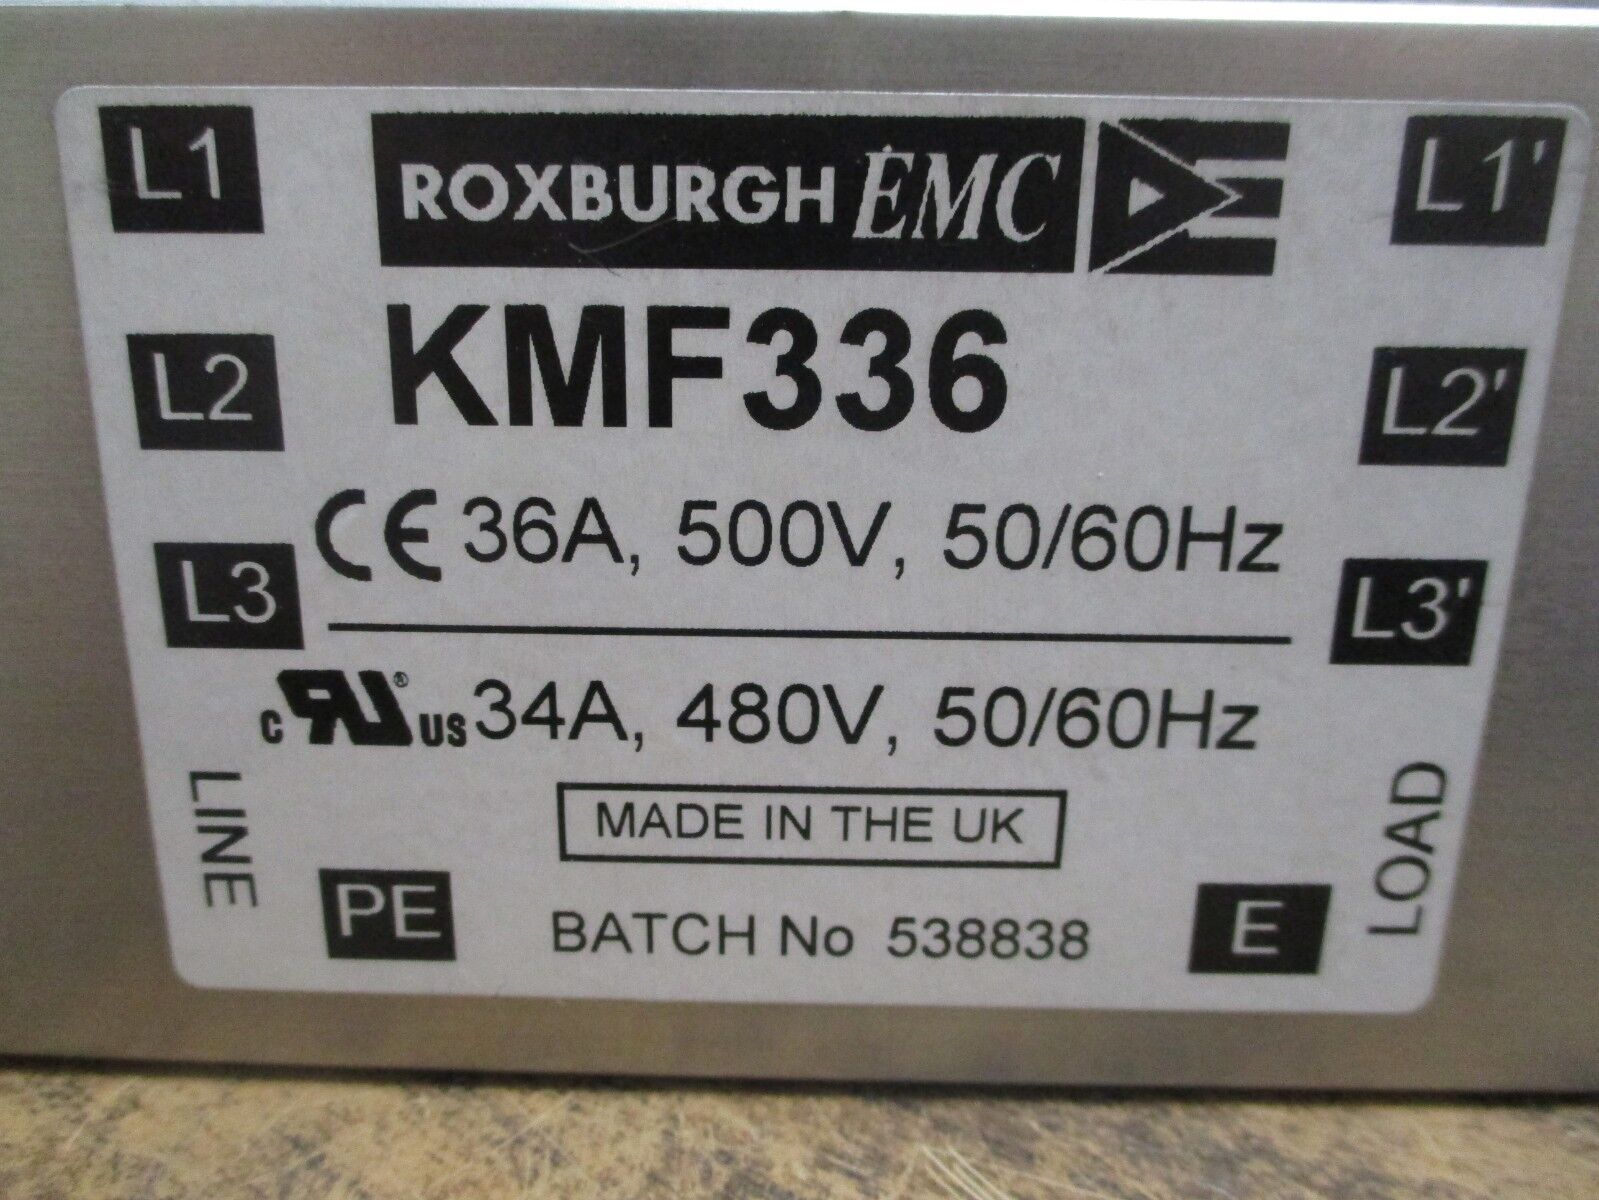 L1
ROXBURGH EMC
L1'
L2
KMF336
L2'
L3
CE 36A, 500V, 50/60Hz
L3'
c RU® US 34A, 480V, 50/60Hz
LINE
MADE IN THE UK
LOAD
PE
BATCH No 538838
E